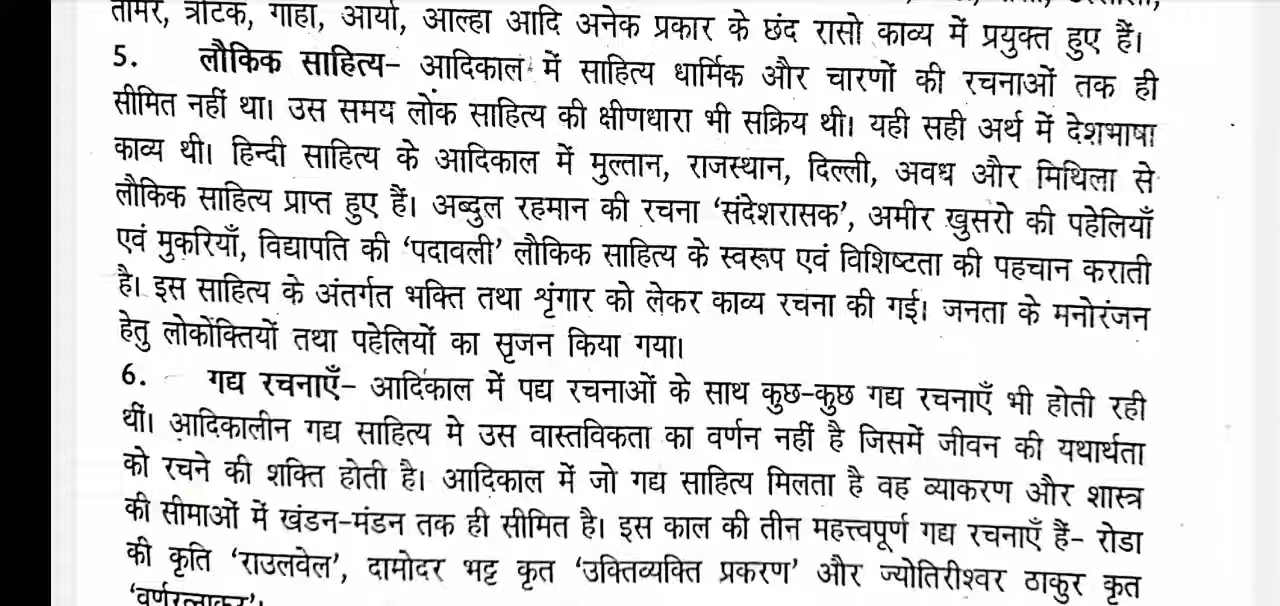 तोमर, त्रोटक, गाहा, आर्या, आल्हा आदि अनेक प्रकार के छंद रासो काव्य में प्रयुक्त हुए हैं।
5. लौकिक साहित्य– आदिकाल में साहित्य धार्मिक और चारणों की रचनाओं तक ही
सीमित नहीं था। उस समय लोक साहित्य की क्षीणधारा भी सक्रिय थी। यही सही अर्थ में देशभाषा
काव्य थी। हिन्दी साहित्य के आदिकाल में मुल्तान, राजस्थान, दिल्ली, अवध और मिथिला से
लौकिक साहित्य प्राप्त हुए हैं। अब्दुल रहमान की रचना ‘संदेशरासक’, अमीर खुसरो की पहेलियाँ
एवं मुकरियाँ, विद्यापति की ‘पदावली’ लौकिक साहित्य के स्वरूप एवं विशिष्टता की पहचान कराती
है। इस साहित्य के अंतर्गत भक्ति तथा शृंगार को लेकर काव्य रचना की गई। जनता के मनोरंजन
हेतु लोकोक्तियों तथा पहेलियों का सृजन किया गया।
6. गद्य रचनाएँ– आदिकाल में पद्य रचनाओं के साथ कुछ-कुछ गद्य रचनाएँ भी होती रही
थीं। आदिकालीन गद्य साहित्य मे उस वास्तविकता का वर्णन नहीं है जिसमें जीवन की यथार्थता
को रचने की शक्ति होती है। आदिकाल में जो गद्य साहित्य मिलता है वह व्याकरण और शास्त्र
की सीमाओं में खंडन-मंडन तक ही सीमित है। इस काल की तीन महत्त्वपूर्ण गद्य रचनाएँ हैं– रोडा
की कृति ‘राउलवेल’, दामोदर भट्ट कृत ‘उक्तिव्यक्ति प्रकरण’ और ज्योतिरीश्वर ठाकुर कृत
‘वर्णरत्नाकर’।